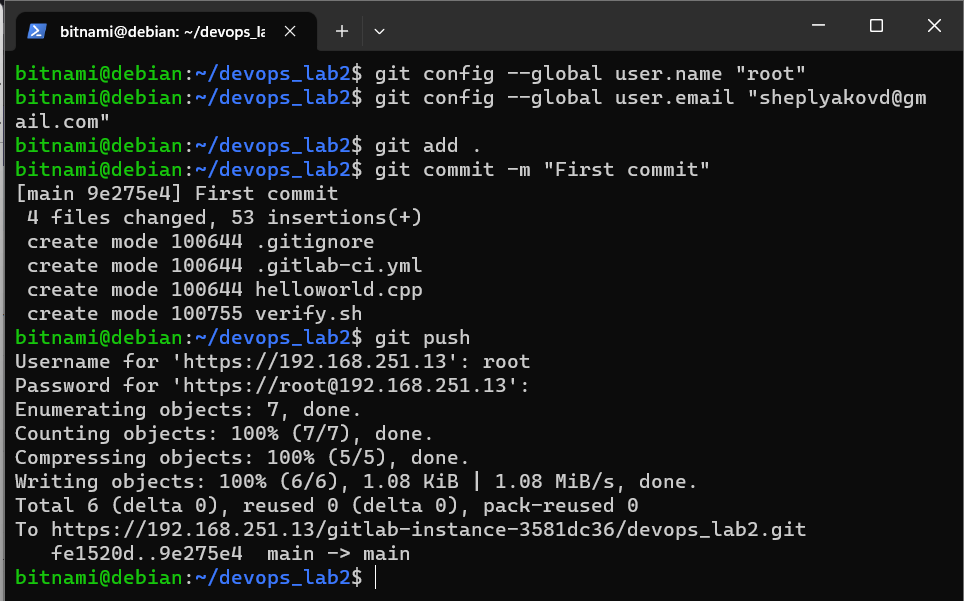 bitnami@debian: ~/devops_la
bitnami@debian:~/devops_lab2$ git config --global user.name "root"
bitnami@debian:~/devops_lab2$ git config --global user.email "sheplyakovd@gm
ail.com"
bitnami@debian:~/devops_lab2$ git add .
bitnami@debian:~/devops_lab2$ git commit -m "First commit"
[main 9e275e4] First commit
 4 files changed, 53 insertions(+)
 create mode 100644 .gitignore
 create mode 100644 .gitlab-ci.yml
 create mode 100644 helloworld.cpp
 create mode 100755 verify.sh
bitnami@debian:~/devops_lab2$ git push
Username for 'https://192.168.251.13': root
Password for 'https://root@192.168.251.13':
Enumerating objects: 7, done.
Counting objects: 100% (7/7), done.
Compressing objects: 100% (5/5), done.
Writing objects: 100% (6/6), 1.08 KiB | 1.08 MiB/s, done.
Total 6 (delta 0), reused 0 (delta 0), pack-reused 0
To https://192.168.251.13/gitlab-instance-3581dc36/devops_lab2.git
   fe1520d..9e275e4  main -> main
bitnami@debian:~/devops_lab2$